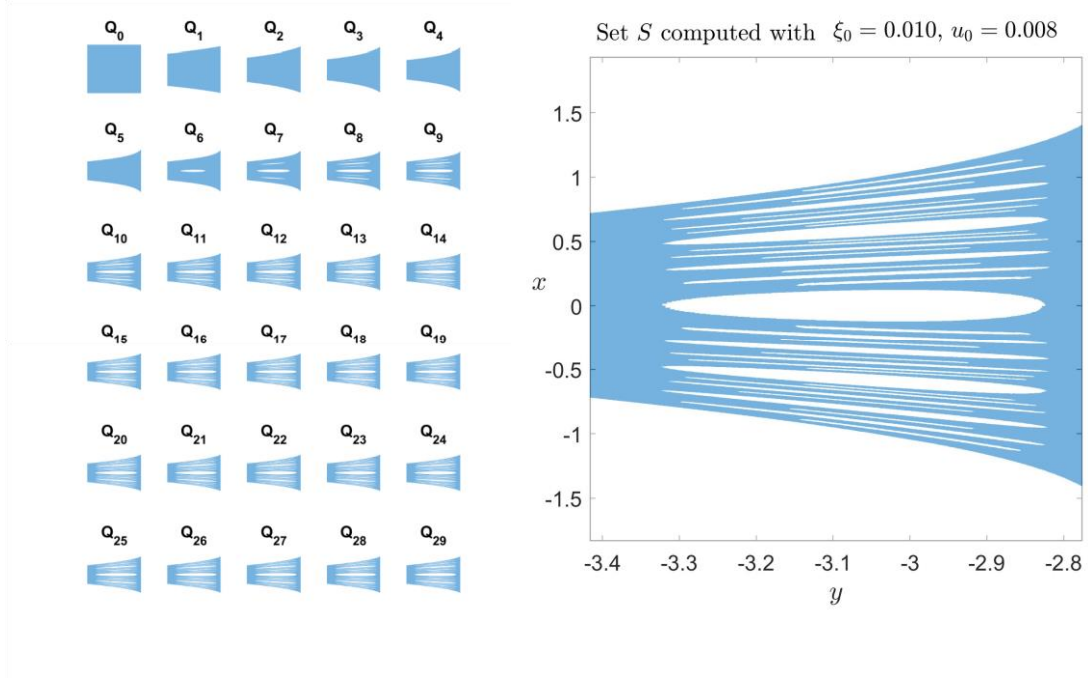 Q₀ Q₁ Q₂ Q₃ Q₄
Q₅ Q₆ Q₇ Q₈ Q₉
Q₁₀ Q₁₁ Q₁₂ Q₁₃ Q₁₄
Q₁₅ Q₁₆ Q₁₇ Q₁₈ Q₁₉
Q₂₀ Q₂₁ Q₂₂ Q₂₃ Q₂₄
Q₂₅ Q₂₆ Q₂₇ Q₂₈ Q₂₉
Set S computed with ξ₀ = 0.010, u₀ = 0.008
1.5
1
0.5
x
0
-0.5
-1
-1.5
-3.4 -3.3 -3.2 -3.1 -3 -2.9 -2.8
y